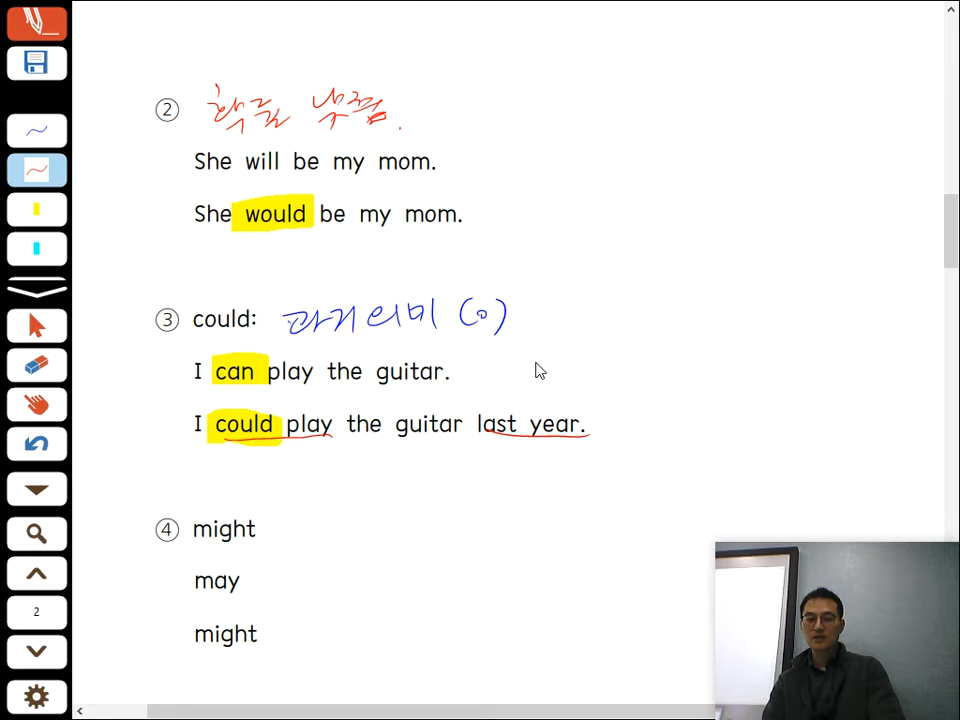 ② 확률 낮춤.
She will be my mom.
She would be my mom.
③ could: 과거 의미 (o)
I can play the guitar.
I could play the guitar last year.
④ might
may
might
2